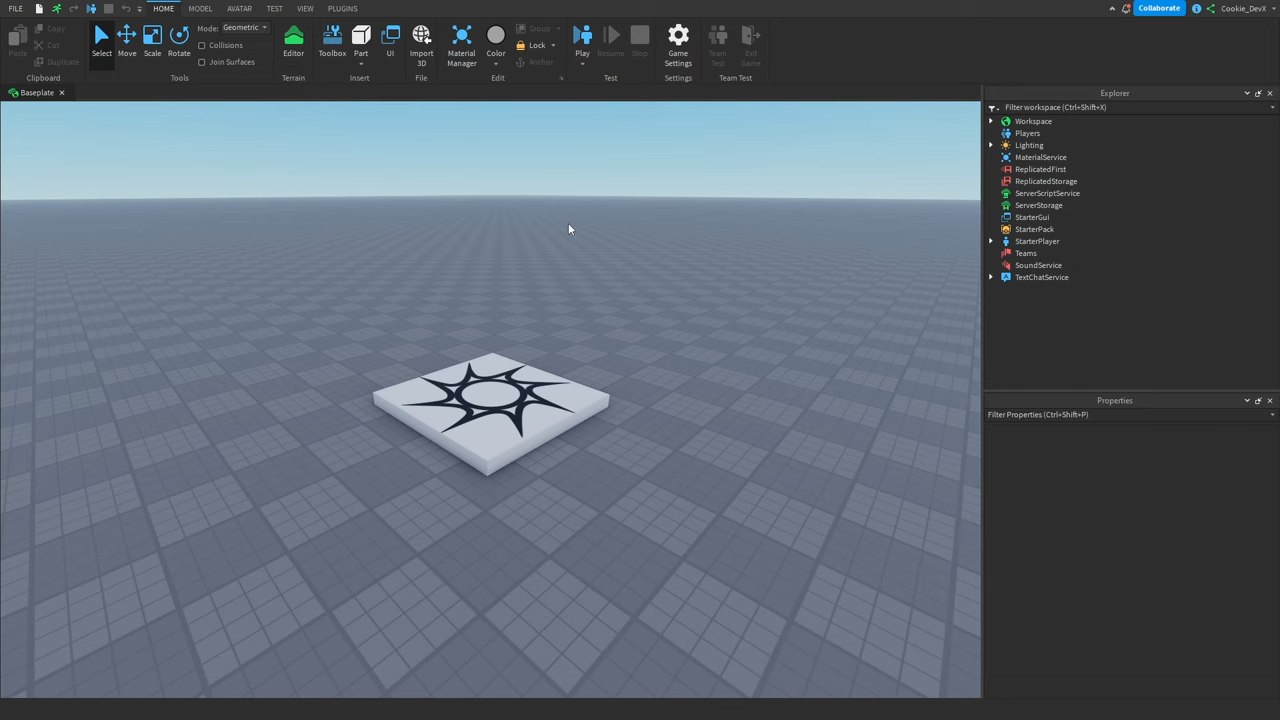 FILE HOME MODEL AVATAR TEST VIEW PLUGINS Collaborate Cookie_DevX
Paste Copy Cut Duplicate
Clipboard
Select Move Scale Rotate
Mode: Geometric
Collisions
Join Surfaces
Tools
Editor
Terrain
Toolbox Part UI
Insert
Import
3D
File
Material
Manager
Color
Group
Lock
Anchor
Edit
Play Resume Stop
Test
Game
Settings
Settings
Team
Test
Exit
Game
Team Test
Baseplate
Explorer
Filter workspace (Ctrl+Shift+X)
Workspace
Players
Lighting
MaterialService
ReplicatedFirst
ReplicatedStorage
ServerScriptService
ServerStorage
StarterGui
StarterPack
StarterPlayer
Teams
SoundService
TextChatService
Properties
Filter Properties (Ctrl+Shift+P)